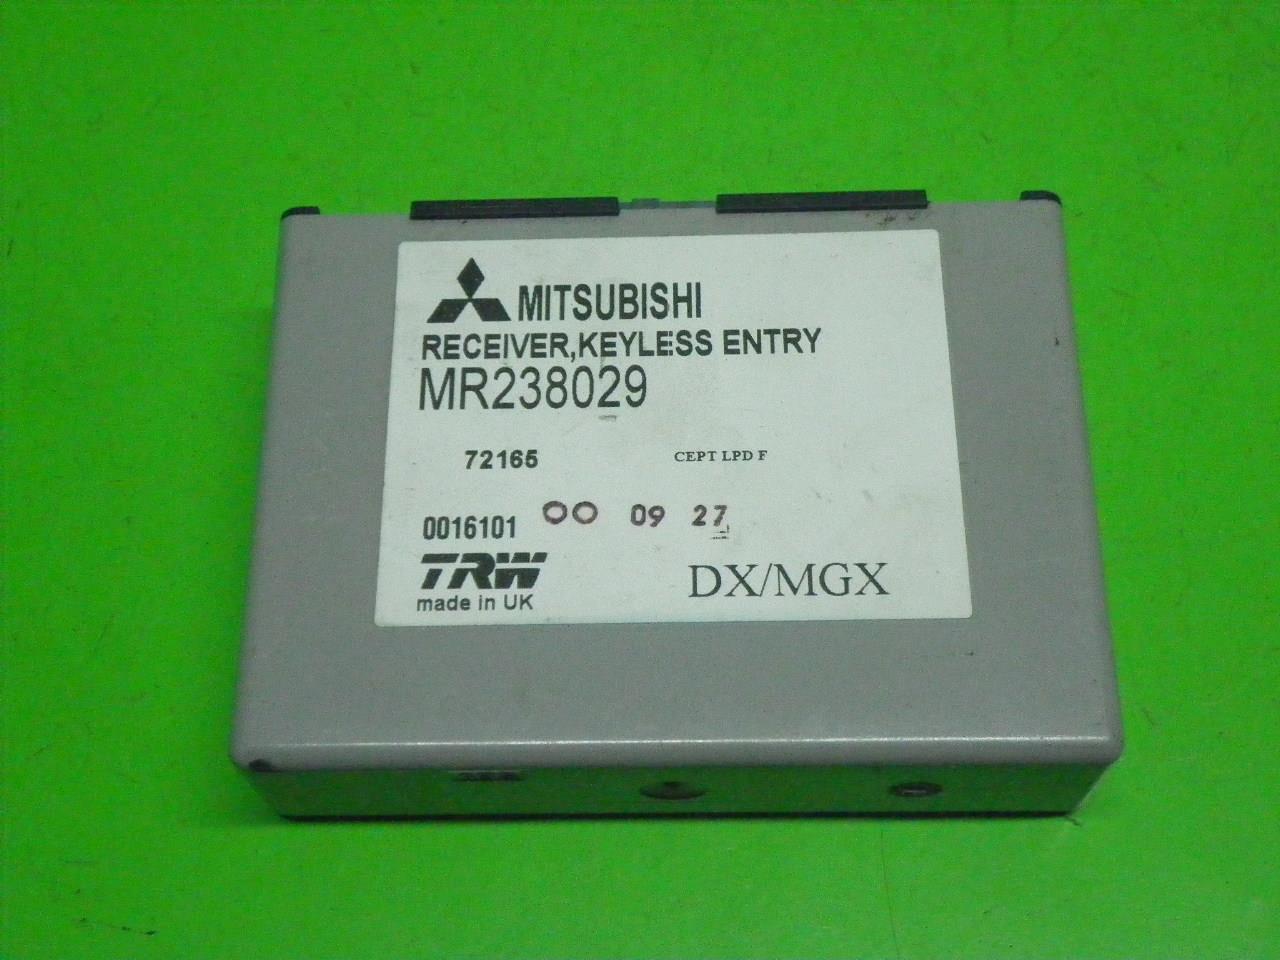 MITSUBISHI
RECEIVER,KEYLESS ENTRY
MR238029
72165 CEPT LPD F
0016101 00 09 27
TRW
made in UK DX/MGX